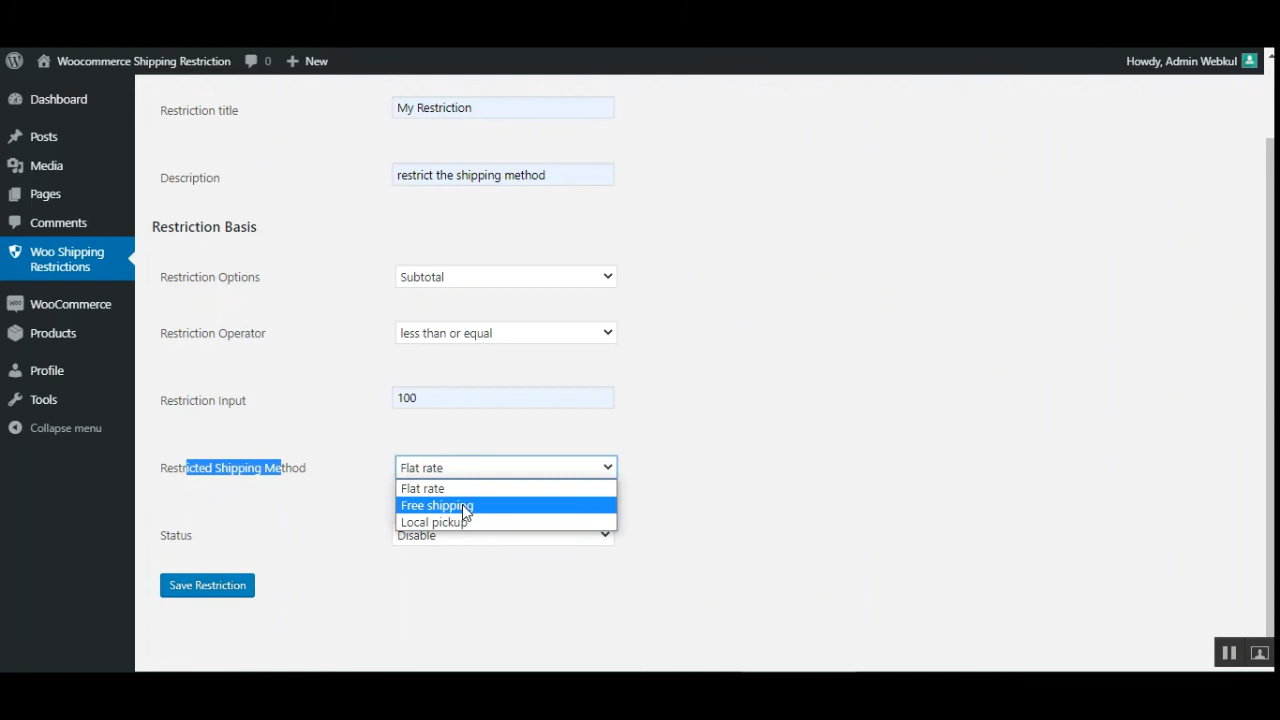 Woocommerce Shipping Restriction 0 New Howdy, Admin Webkul
Dashboard
Posts
Media
Pages
Comments
Woo Shipping
Restrictions
WooCommerce
Products
Profile
Tools
Collapse menu
Restriction title My Restriction
Description restrict the shipping method
Restriction Basis
Restriction Options Subtotal
Restriction Operator less than or equal
Restriction Input 100
Restricted Shipping Method Flat rate
Flat rate
Free shipping
Local pickup
Status Disable
Save Restriction